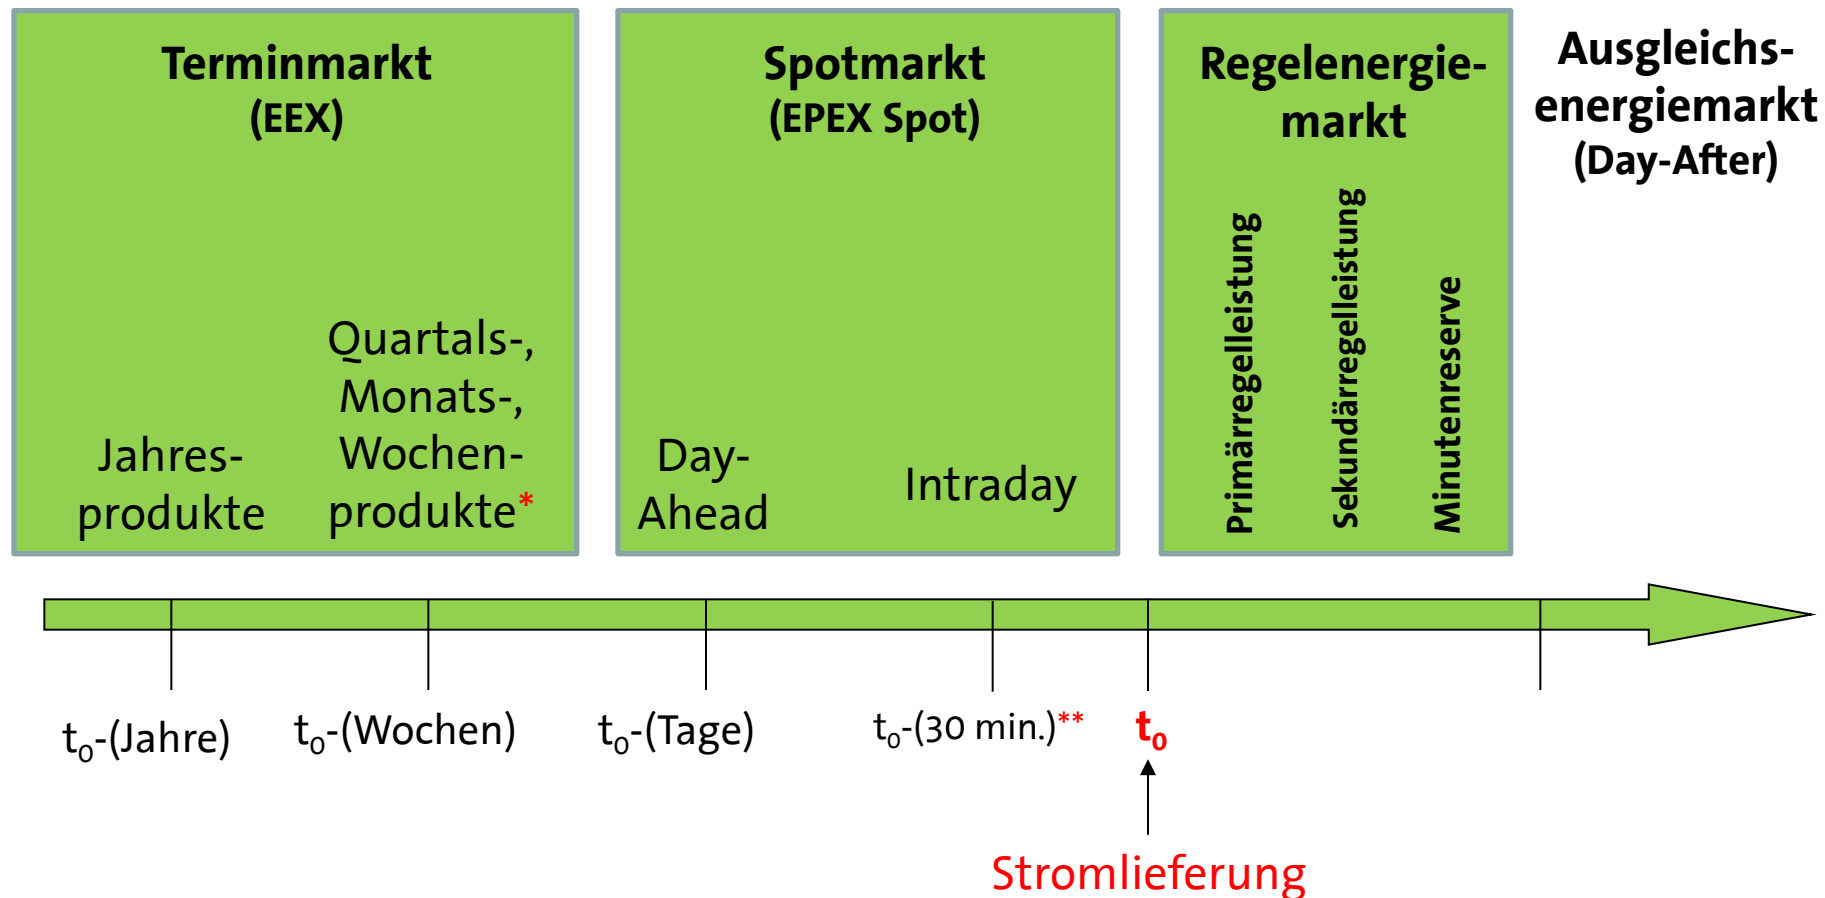 Terminmarkt
(EEX)
Jahres-
produkte
Quartals-,
Monats-,
Wochen-
produkte*
Spotmarkt
(EPEX Spot)
Day-
Ahead
Intraday
Regelenergie-
markt
Primärregelleistung
Sekundärregelleistung
Minutenreserve
Ausgleichs-
energiemarkt
(Day-After)
t₀-(Jahre)
t₀-(Wochen)
t₀-(Tage)
t₀-(30 min.)**
t₀
Stromlieferung